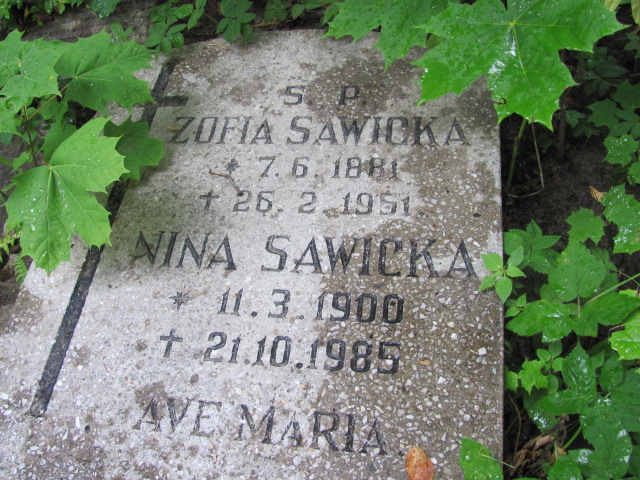 S. P.
ZOFIA SAWICKA
* 7. 6. 1881
† 26. 2. 1951
NINA SAWICKA
* 11. 3. 1900
† 21.10.1985
AVE MARIA.